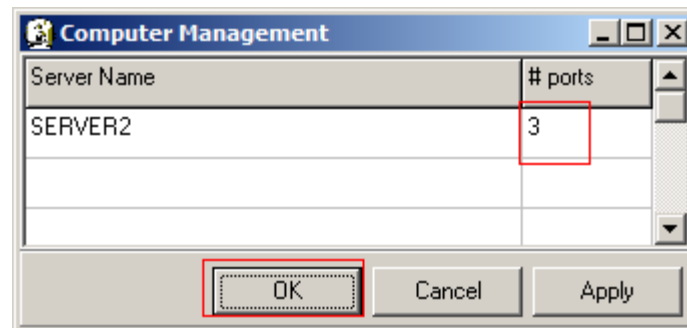 Computer Management
Server Name # ports
SERVER2 3
OK Cancel Apply